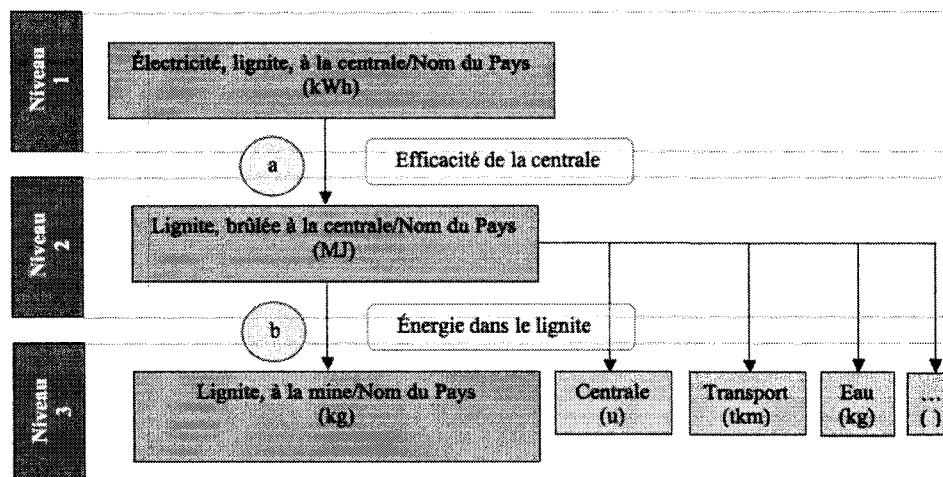 Niveau
1
Électricité, lignite, à la centrale/Nom du Pays
(kWh)
a
Efficacité de la centrale
Niveau
2
Lignite, brûlée à la centrale/Nom du Pays
(MJ)
b
Énergie dans le lignite
Niveau
3
Lignite, à la mine/Nom du Pays
(kg)
Centrale
(u)
Transport
(tkm)
Eau
(kg)
...
( )